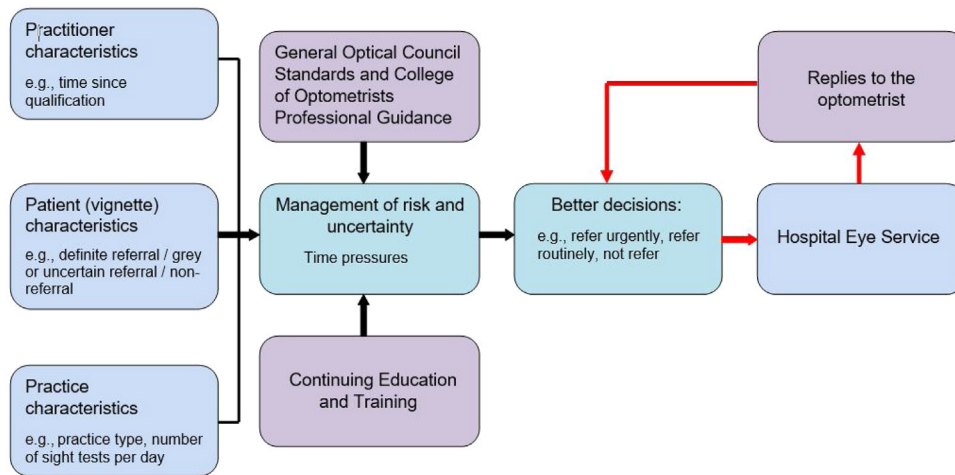 Practitioner
characteristics
e.g., time since
qualification
Patient (vignette)
characteristics
e.g., definite referral / grey
or uncertain referral / non-
referral
Practice
characteristics
e.g., practice type, number
of sight tests per day
General Optical Council
Standards and College
of Optometrists
Professional Guidance
Management of risk and
uncertainty
Time pressures
Continuing Education
and Training
Better decisions:
e.g., refer urgently, refer
routinely, not refer
Replies to the
optometrist
Hospital Eye Service